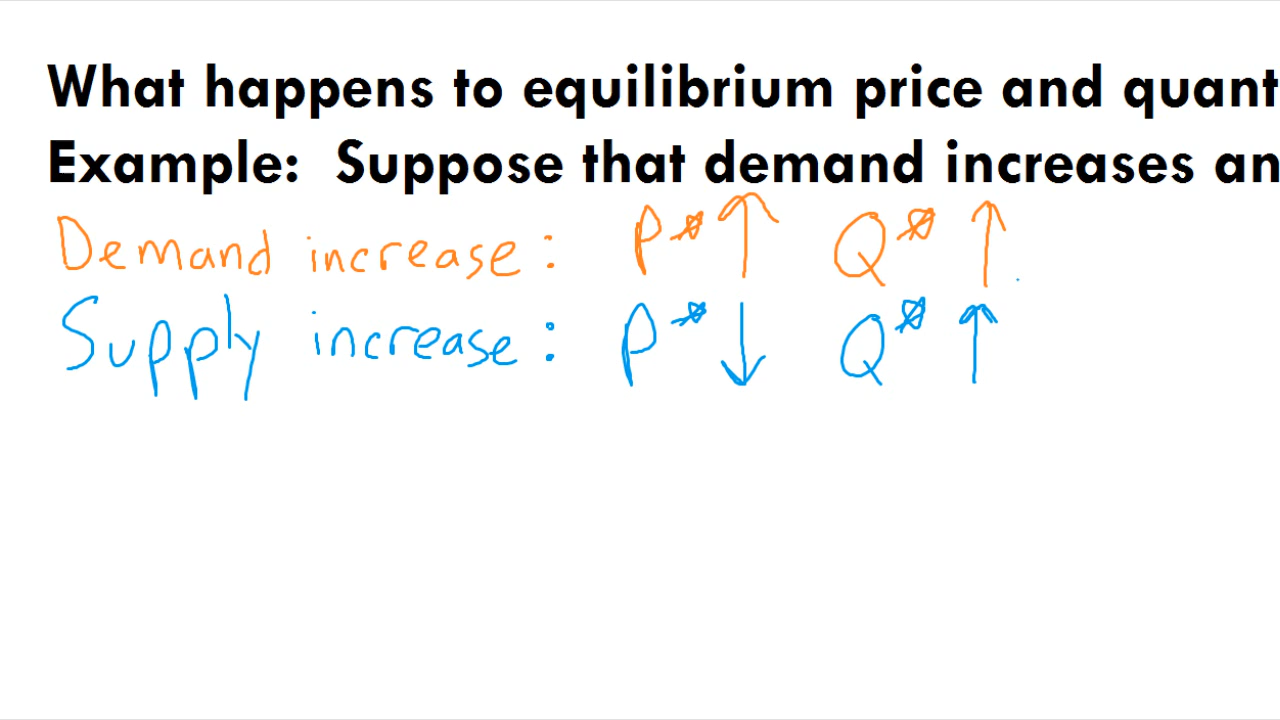 What happens to equilibrium price and quant
Example: Suppose that demand increases an
Demand increase: P* ↑ Q* ↑
Supply increase: P* ↓ Q* ↑